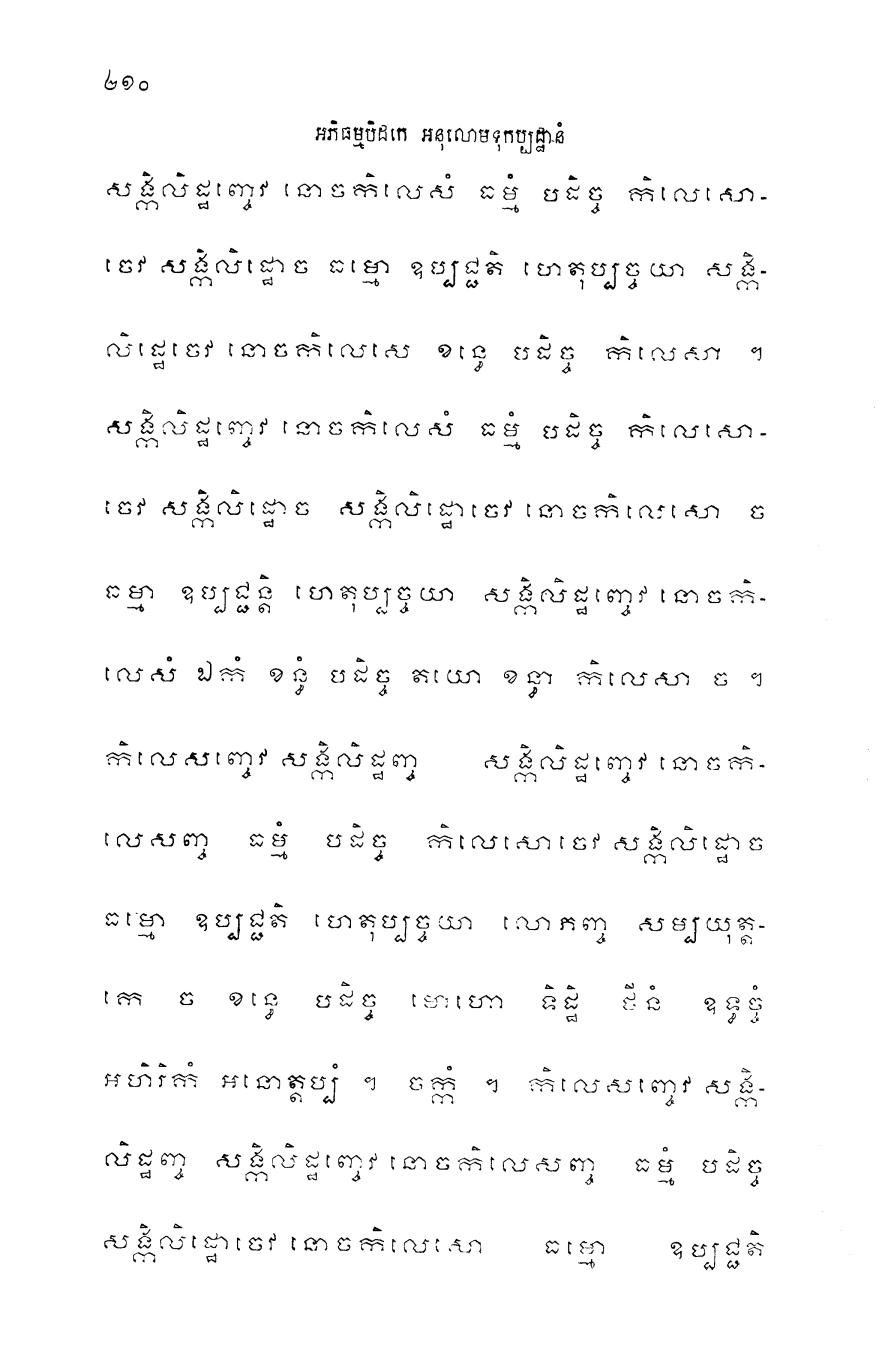 ២១០
អភិធម្មបិដកេ អនុលោមទុកប្បដ្ឋានំ
សង្កិលិដ្ឋញ្ចេវ នោចកិលេសំ ធម្មំ បដិច្ច កិលេសោ-
ចេវ សង្កិលិដ្ឋោច ធម្មោ ឧប្បជ្ជតិ ហេតុប្បច្ចយា សង្កិ-
លិដ្ឋេចេវ នោចកិលេសេ ខន្ធេ បដិច្ច កិលេសា ។
សង្កិលិដ្ឋញ្ចេវ នោចកិលេសំ ធម្មំ បដិច្ច កិលេសោ-
ចេវ សង្កិលិដ្ឋោច សង្កិលិដ្ឋោចេវ នោចកិលេសោ ច
ធម្មា ឧប្បជ្ជន្តិ ហេតុប្បច្ចយា សង្កិលិដ្ឋញ្ចេវ នោចកិ-
លេសំ ឯកំ ខន្ធំ បដិច្ច តយោ ខន្ធា កិលេសា ច ។
កិលេសញ្ចេវ សង្កិលិដ្ឋញ្ច សង្កិលិដ្ឋញ្ចេវ នោចកិ-
លេសញ្ច ធម្មំ បដិច្ច កិលេសោចេវ សង្កិលិដ្ឋោច
ធម្មោ ឧប្បជ្ជតិ ហេតុប្បច្ចយា លោភញ្ច សម្បយុត្ត-
កេ ច ខន្ធេ បដិច្ច មោហោ ទិដ្ឋិ ថីនំ ឧទ្ធច្ចំ
អហិរិកំ អនោត្តប្បំ ។ ចក្កំ ។ កិលេសញ្ចេវ សង្កិ-
លិដ្ឋញ្ច សង្កិលិដ្ឋញ្ចេវ នោចកិលេសញ្ច ធម្មំ បដិច្ច
សង្កិលិដ្ឋោចេវ នោចកិលេសោ ធម្មោ ឧប្បជ្ជតិ